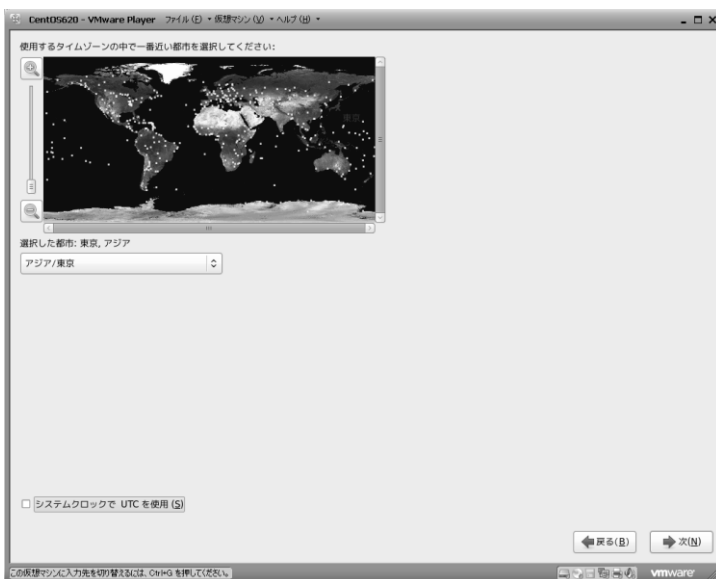 CentOS620 - VMware Player ファイル(F) ▾ 仮想マシン(V) ▾ ヘルプ(H) ▾
使用するタイムゾーンの中で一番近い都市を選択してください:
東京
選択した都市: 東京, アジア
アジア/東京
システムクロックで UTC を使用(S)
戻る(B)
次(N)
この仮想マシンに入力先を切り替えるには、Ctrl+G を押してください。
vmware